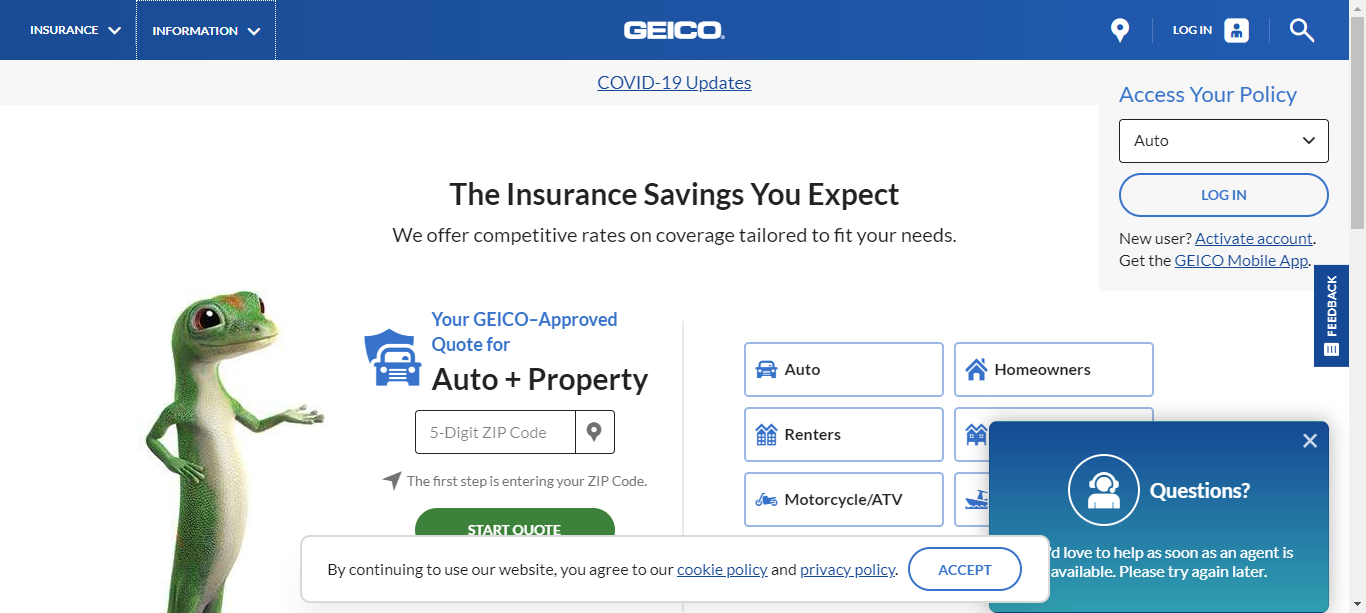 INSURANCE
INFORMATION
GEICO
LOG IN
COVID-19 Updates
Access Your Policy
Auto
LOG IN
New user? Activate account.
Get the GEICO Mobile App.
FEEDBACK
The Insurance Savings You Expect
We offer competitive rates on coverage tailored to fit your needs.
Your GEICO–Approved
Quote for
Auto + Property
5-Digit ZIP Code
The first step is entering your ZIP Code.
START QUOTE
Auto
Homeowners
Renters
Motorcycle/ATV
Questions?
'd love to help as soon as an agent is
available. Please try again later.
By continuing to use our website, you agree to our cookie policy and privacy policy.
ACCEPT